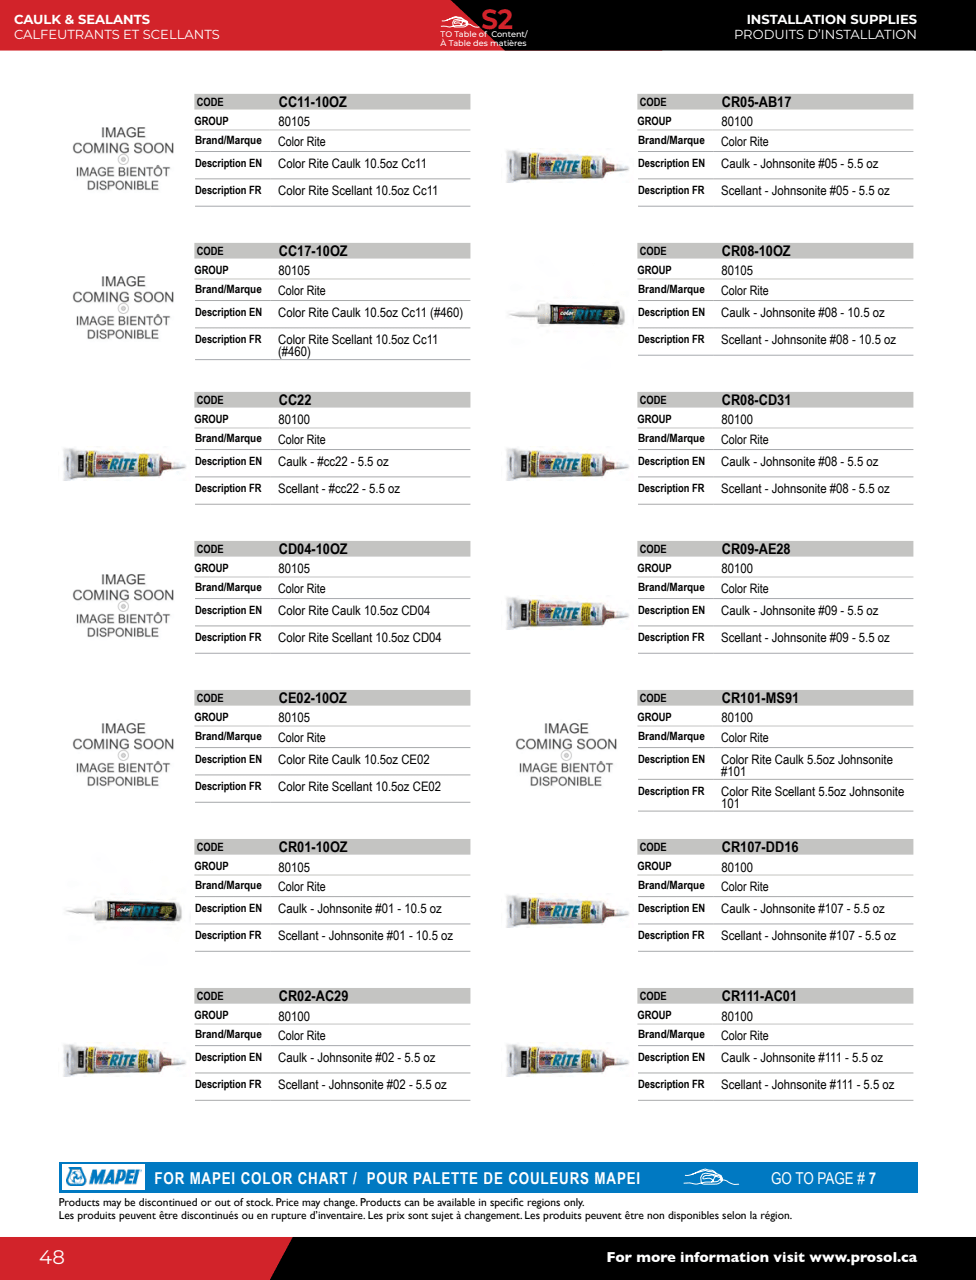 CAULK & SEALANTS
CALFEUTRANTS ET SCELLANTS
S2
TO Table of Content/
À Table des matières
INSTALLATION SUPPLIES
PRODUITS D'INSTALLATION
IMAGE
COMING SOON
IMAGE BIENTÔT
DISPONIBLE
CODE CC11-10OZ
GROUP 80105
Brand/Marque Color Rite
Description EN Color Rite Caulk 10.5oz Cc11
Description FR Color Rite Scellant 10.5oz Cc11
RITE
CODE CR05-AB17
GROUP 80100
Brand/Marque Color Rite
Description EN Caulk - Johnsonite #05 - 5.5 oz
Description FR Scellant - Johnsonite #05 - 5.5 oz
IMAGE
COMING SOON
IMAGE BIENTÔT
DISPONIBLE
CODE CC17-10OZ
GROUP 80105
Brand/Marque Color Rite
Description EN Color Rite Caulk 10.5oz Cc11 (#460)
Description FR Color Rite Scellant 10.5oz Cc11
(#460)
color RITE
CODE CR08-10OZ
GROUP 80105
Brand/Marque Color Rite
Description EN Caulk - Johnsonite #08 - 10.5 oz
Description FR Scellant - Johnsonite #08 - 10.5 oz
RITE
CODE CC22
GROUP 80100
Brand/Marque Color Rite
Description EN Caulk - #cc22 - 5.5 oz
Description FR Scellant - #cc22 - 5.5 oz
RITE
CODE CR08-CD31
GROUP 80100
Brand/Marque Color Rite
Description EN Caulk - Johnsonite #08 - 5.5 oz
Description FR Scellant - Johnsonite #08 - 5.5 oz
IMAGE
COMING SOON
IMAGE BIENTÔT
DISPONIBLE
CODE CD04-10OZ
GROUP 80105
Brand/Marque Color Rite
Description EN Color Rite Caulk 10.5oz CD04
Description FR Color Rite Scellant 10.5oz CD04
RITE
CODE CR09-AE28
GROUP 80100
Brand/Marque Color Rite
Description EN Caulk - Johnsonite #09 - 5.5 oz
Description FR Scellant - Johnsonite #09 - 5.5 oz
IMAGE
COMING SOON
IMAGE BIENTÔT
DISPONIBLE
CODE CE02-10OZ
GROUP 80105
Brand/Marque Color Rite
Description EN Color Rite Caulk 10.5oz CE02
Description FR Color Rite Scellant 10.5oz CE02
IMAGE
COMING SOON
IMAGE BIENTÔT
DISPONIBLE
CODE CR101-MS91
GROUP 80100
Brand/Marque Color Rite
Description EN Color Rite Caulk 5.5oz Johnsonite
#101
Description FR Color Rite Scellant 5.5oz Johnsonite
101
color RITE
CODE CR01-10OZ
GROUP 80105
Brand/Marque Color Rite
Description EN Caulk - Johnsonite #01 - 10.5 oz
Description FR Scellant - Johnsonite #01 - 10.5 oz
RITE
CODE CR107-DD16
GROUP 80100
Brand/Marque Color Rite
Description EN Caulk - Johnsonite #107 - 5.5 oz
Description FR Scellant - Johnsonite #107 - 5.5 oz
RITE
CODE CR02-AC29
GROUP 80100
Brand/Marque Color Rite
Description EN Caulk - Johnsonite #02 - 5.5 oz
Description FR Scellant - Johnsonite #02 - 5.5 oz
RITE
CODE CR111-AC01
GROUP 80100
Brand/Marque Color Rite
Description EN Caulk - Johnsonite #111 - 5.5 oz
Description FR Scellant - Johnsonite #111 - 5.5 oz
MAPEI FOR MAPEI COLOR CHART / POUR PALETTE DE COULEURS MAPEI GO TO PAGE # 7
Products may be discontinued or out of stock. Price may change. Products can be available in specific regions only.
Les produits peuvent être discontinués ou en rupture d'inventaire. Les prix sont sujet à changement. Les produits peuvent être non disponibles selon la région.
48
For more information visit www.prosol.ca